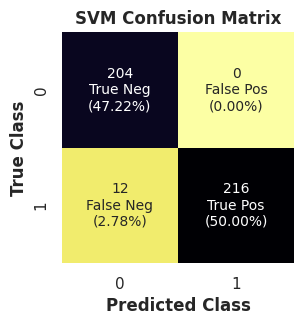 SVM Confusion Matrix
True Class
0
204
True Neg
(47.22%)
0
False Pos
(0.00%)
1
12
False Neg
(2.78%)
216
True Pos
(50.00%)
0
1
Predicted Class